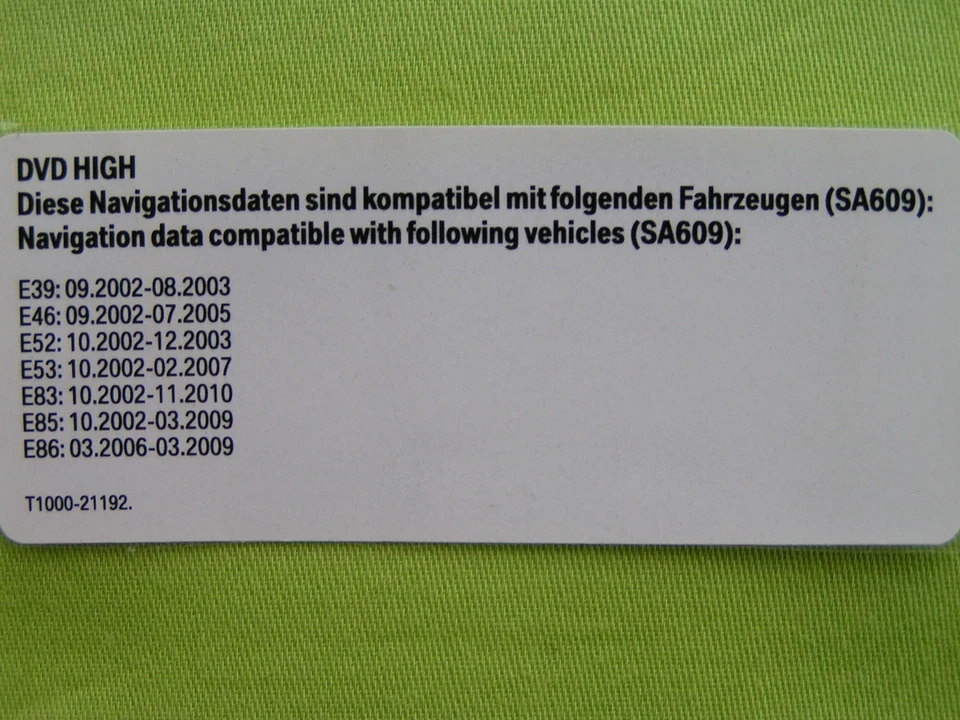 DVD HIGH
Diese Navigationsdaten sind kompatibel mit folgenden Fahrzeugen (SA609):
Navigation data compatible with following vehicles (SA609):
E39: 09.2002-08.2003
E46: 09.2002-07.2005
E52: 10.2002-12.2003
E53: 10.2002-02.2007
E83: 10.2002-11.2010
E85: 10.2002-03.2009
E86: 03.2006-03.2009
T1000-21192.